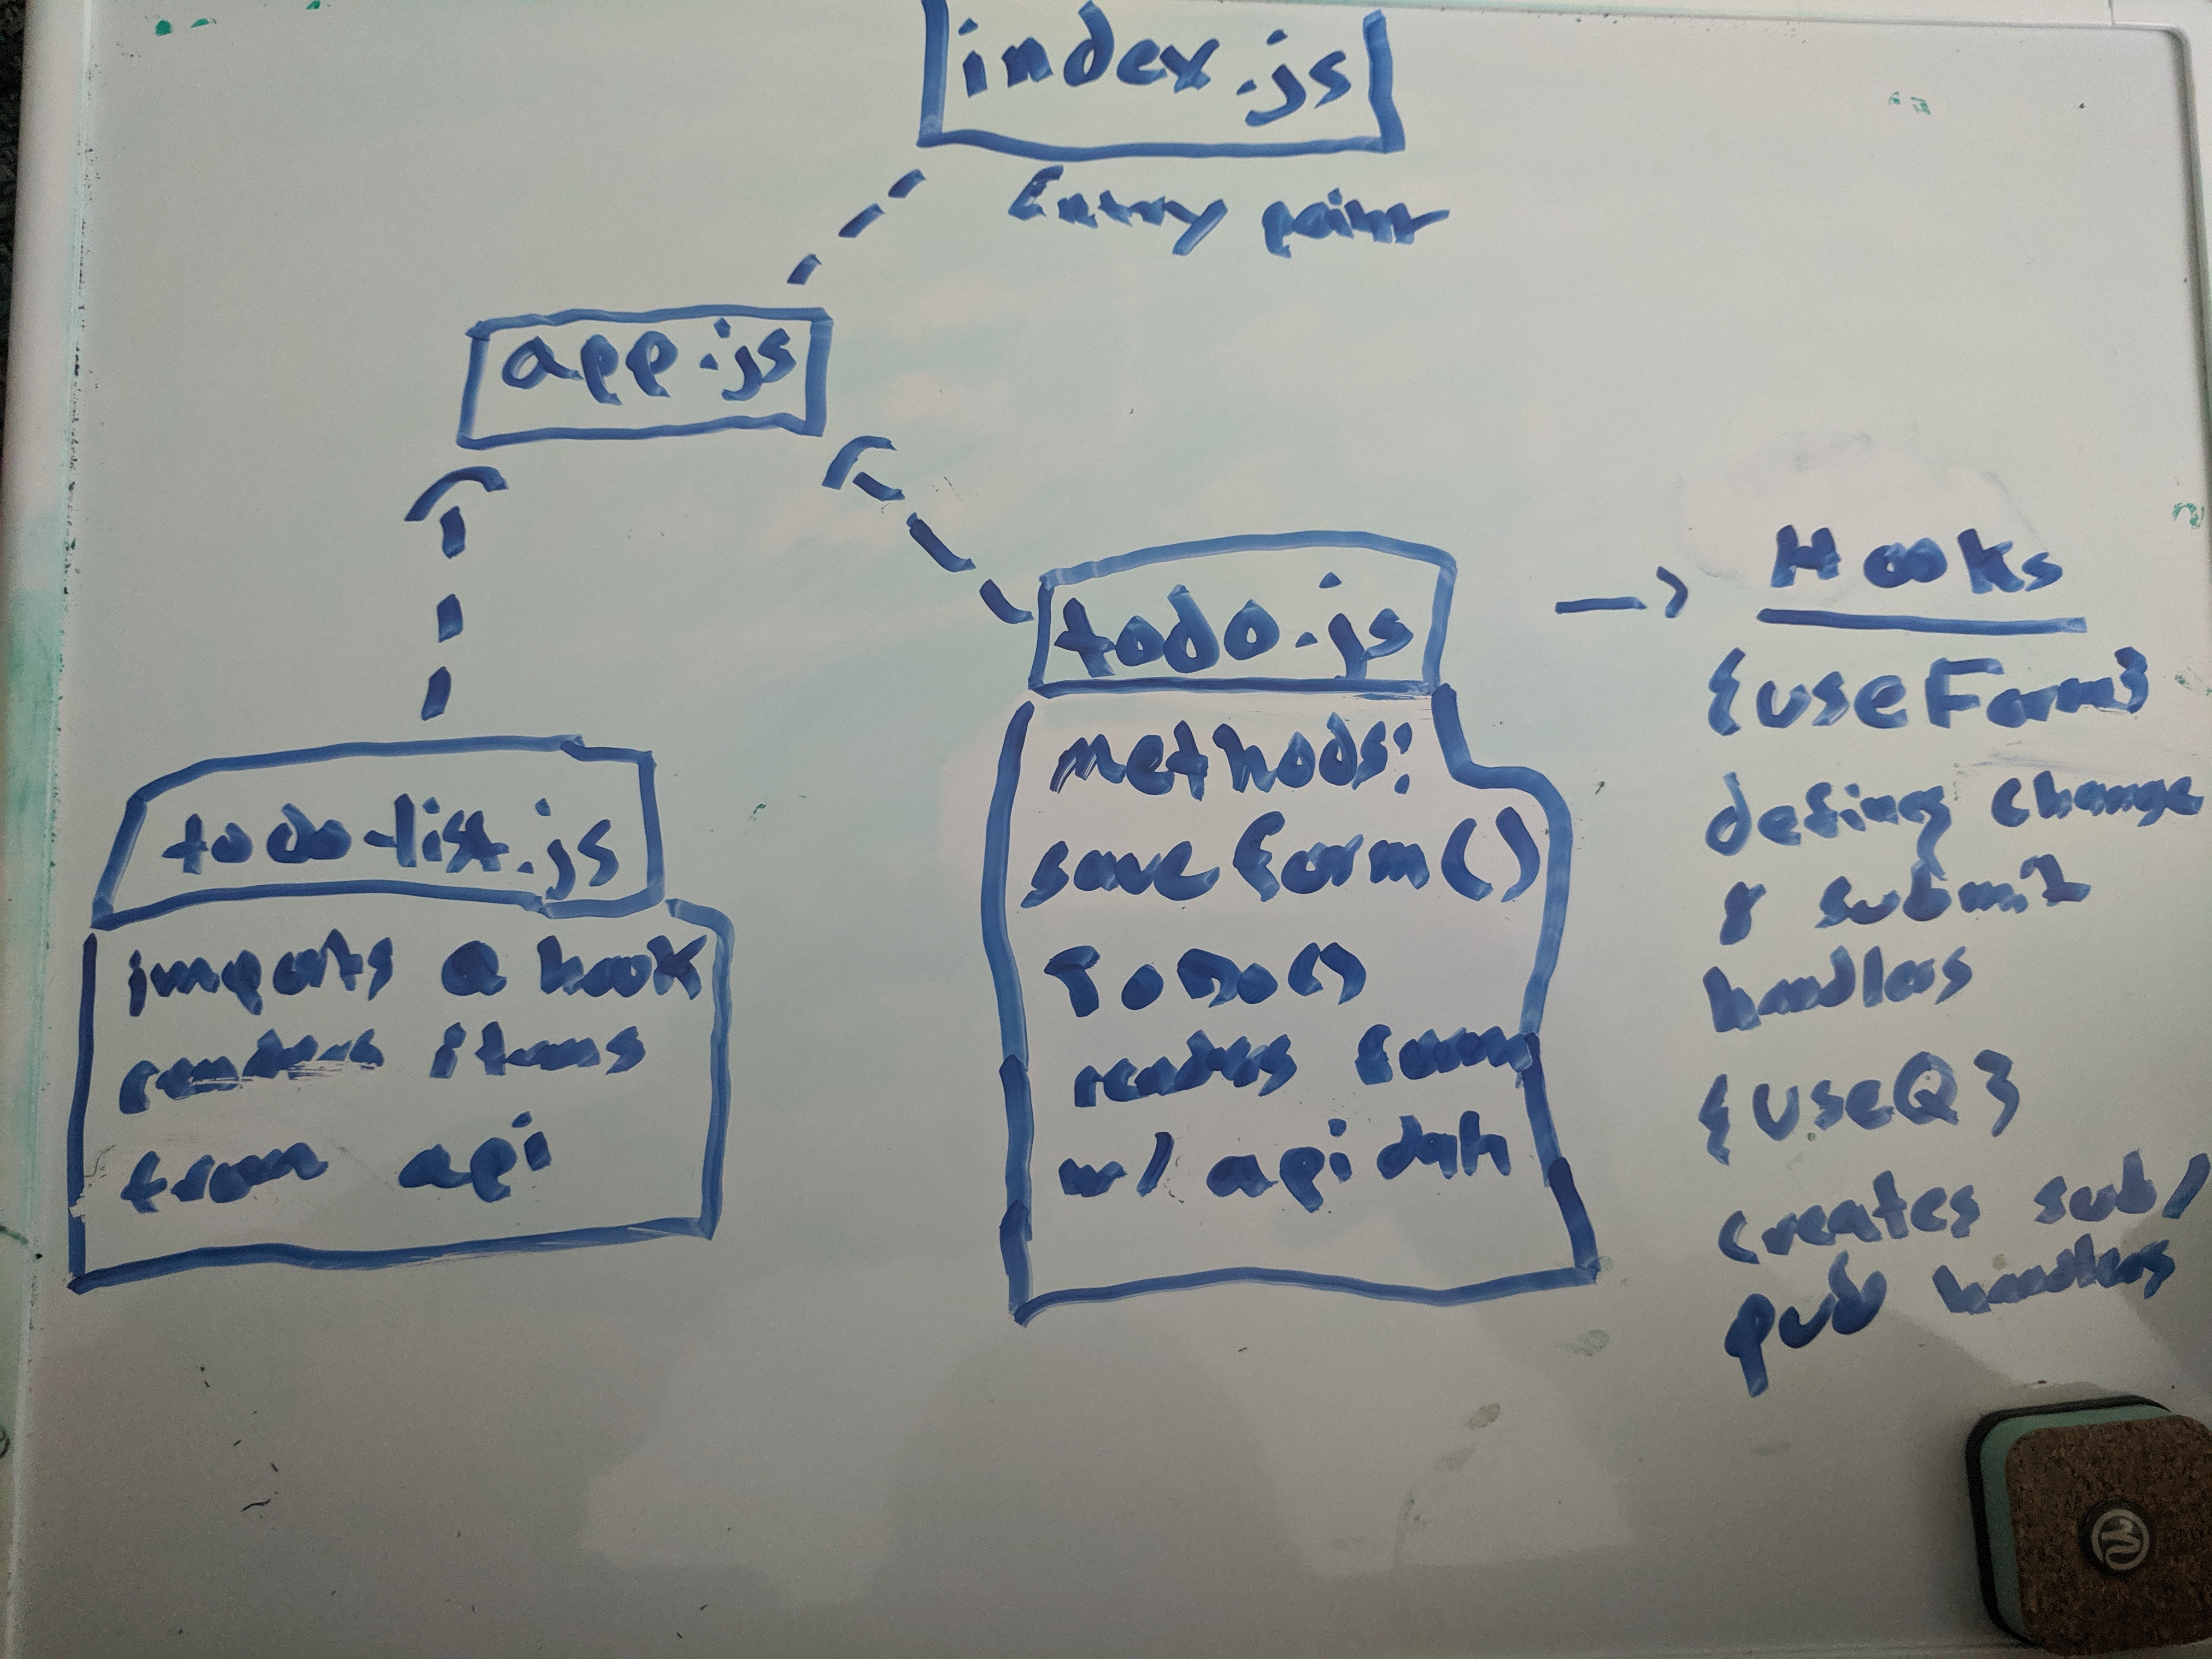 index.js
Entry point
app.js
todo-list.js
imports a hook
renders items
from api
todo.js
methods:
saveform()
ToDo()
renders form
w/ api data
Hooks
{useForm}
defines change
& submit
handlers
{useQ}
creates sub/
pub handlers